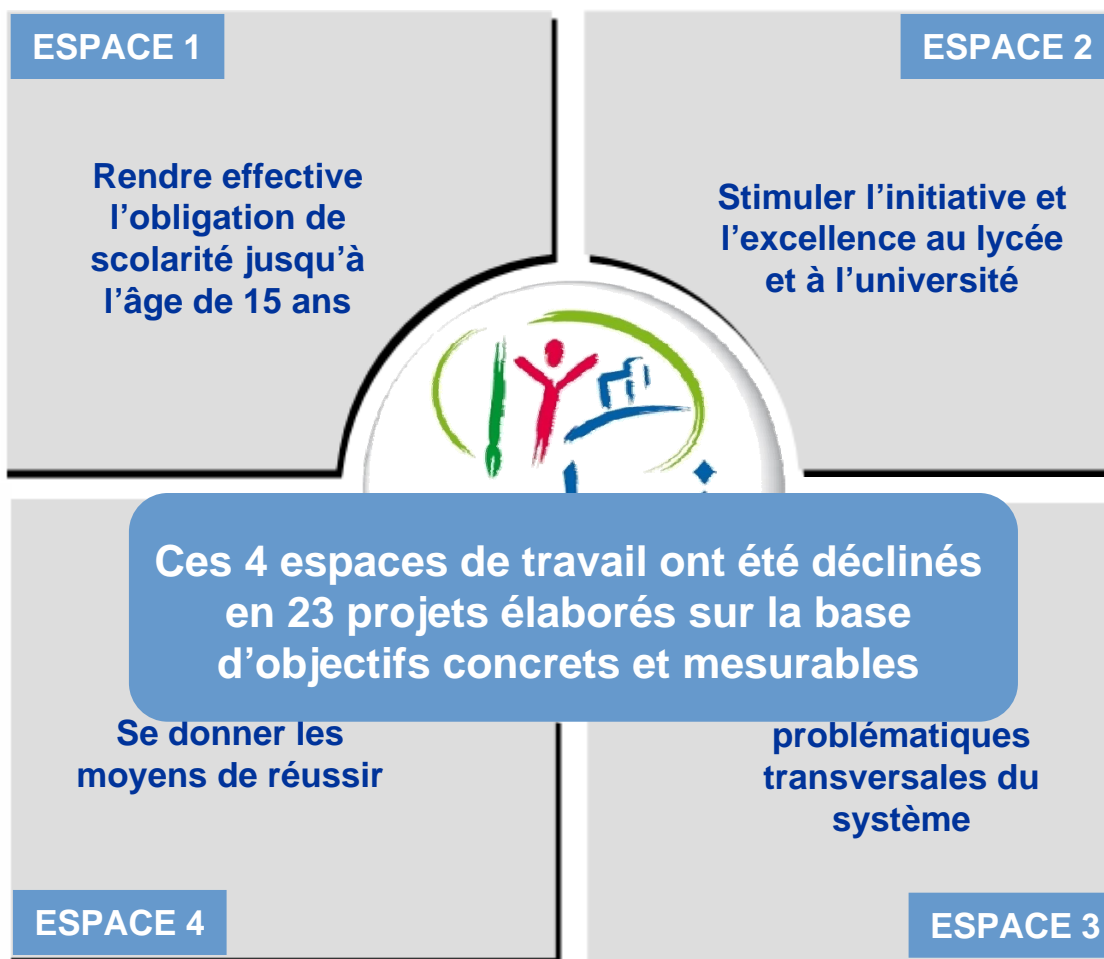 ESPACE 1
ESPACE 2
Rendre effective
l’obligation de
scolarité jusqu’à
l’âge de 15 ans
Stimuler l’initiative et
l’excellence au lycée
et à l’université
Ces 4 espaces de travail ont été déclinés
en 23 projets élaborés sur la base
d’objectifs concrets et mesurables
Se donner les
moyens de réussir
problématiques
transversales du
système
ESPACE 4
ESPACE 3